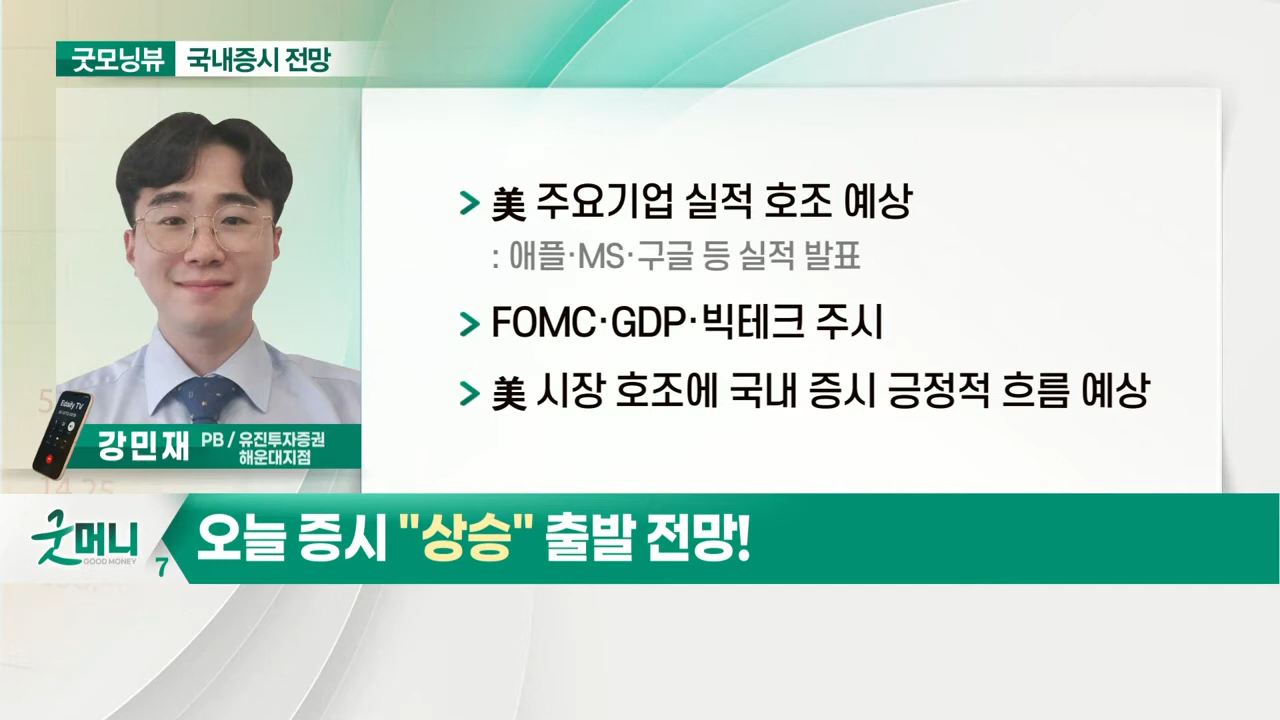 굿모닝뷰 국내증시 전망
> 美 주요기업 실적 호조 예상
: 애플·MS·구글 등 실적 발표
> FOMC·GDP·빅테크 주시
> 美 시장 호조에 국내 증시 긍정적 흐름 예상
Edaily TV
강민재 PB / 유진투자증권
해운대지점
굿머니
GOOD MONEY
7
오늘 증시 "상승" 출발 전망!